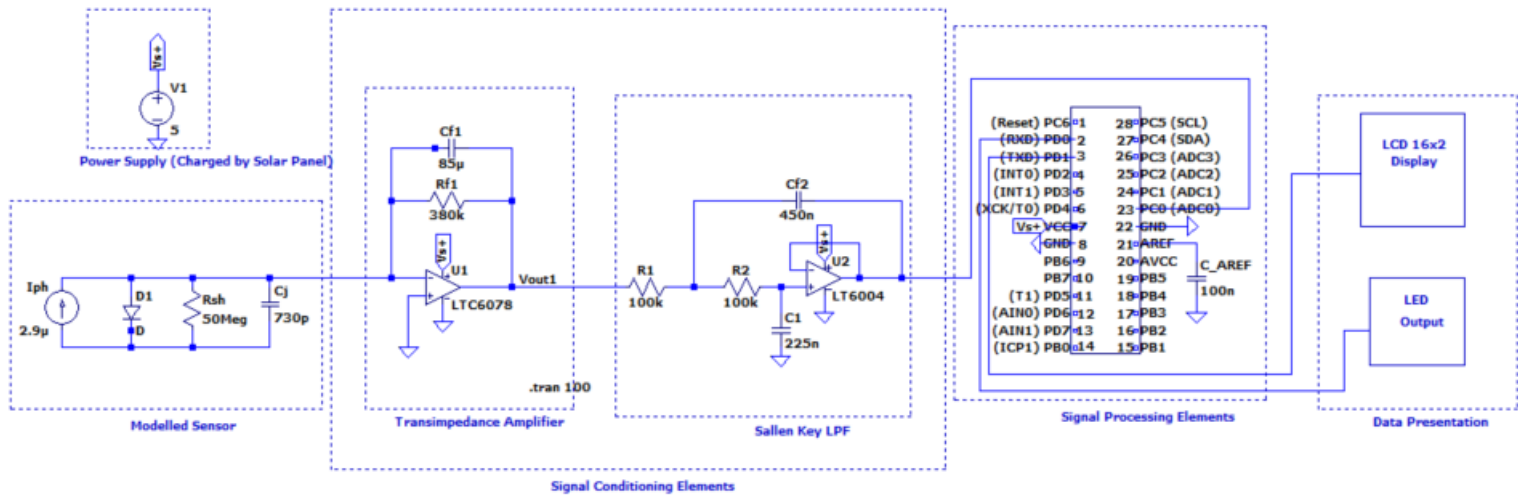 Vs+
V1
5
Power Supply (Charged by Solar Panel)
Iph
2.9µ
D1
D
Rsh
50Meg
Cj
730p
Modelled Sensor
Cf1
85µ
Rf1
380k
Vs+
U1
LTC6078
Vout1
.tran 100
Transimpedance Amplifier
Cf2
450n
R1
100k
R2
100k
Vs+
U2
LT6004
C1
225n
Sallen Key LPF
Signal Conditioning Elements
(Reset) PC6 1 28 PC5 (SCL)
(RXD) PD0 2 27 PC4 (SDA)
(TXD) PD1 3 26 PC3 (ADC3)
(INT0) PD2 4 25 PC2 (ADC2)
(INT1) PD3 5 24 PC1 (ADC1)
(XCK/T0) PD4 6 23 PC0 (ADC0)
Vs+ VCC 7 22 GND
GND 8 21 AREF
PB6 9 20 AVCC
PB7 10 19 PB5
(T1) PD5 11 18 PB4
(AIN0) PD6 12 17 PB3
(AIN1) PD7 13 16 PB2
(ICP1) PB0 14 15 PB1
C_AREF
100n
Signal Processing Elements
LCD 16x2
Display
LED
Output
Data Presentation